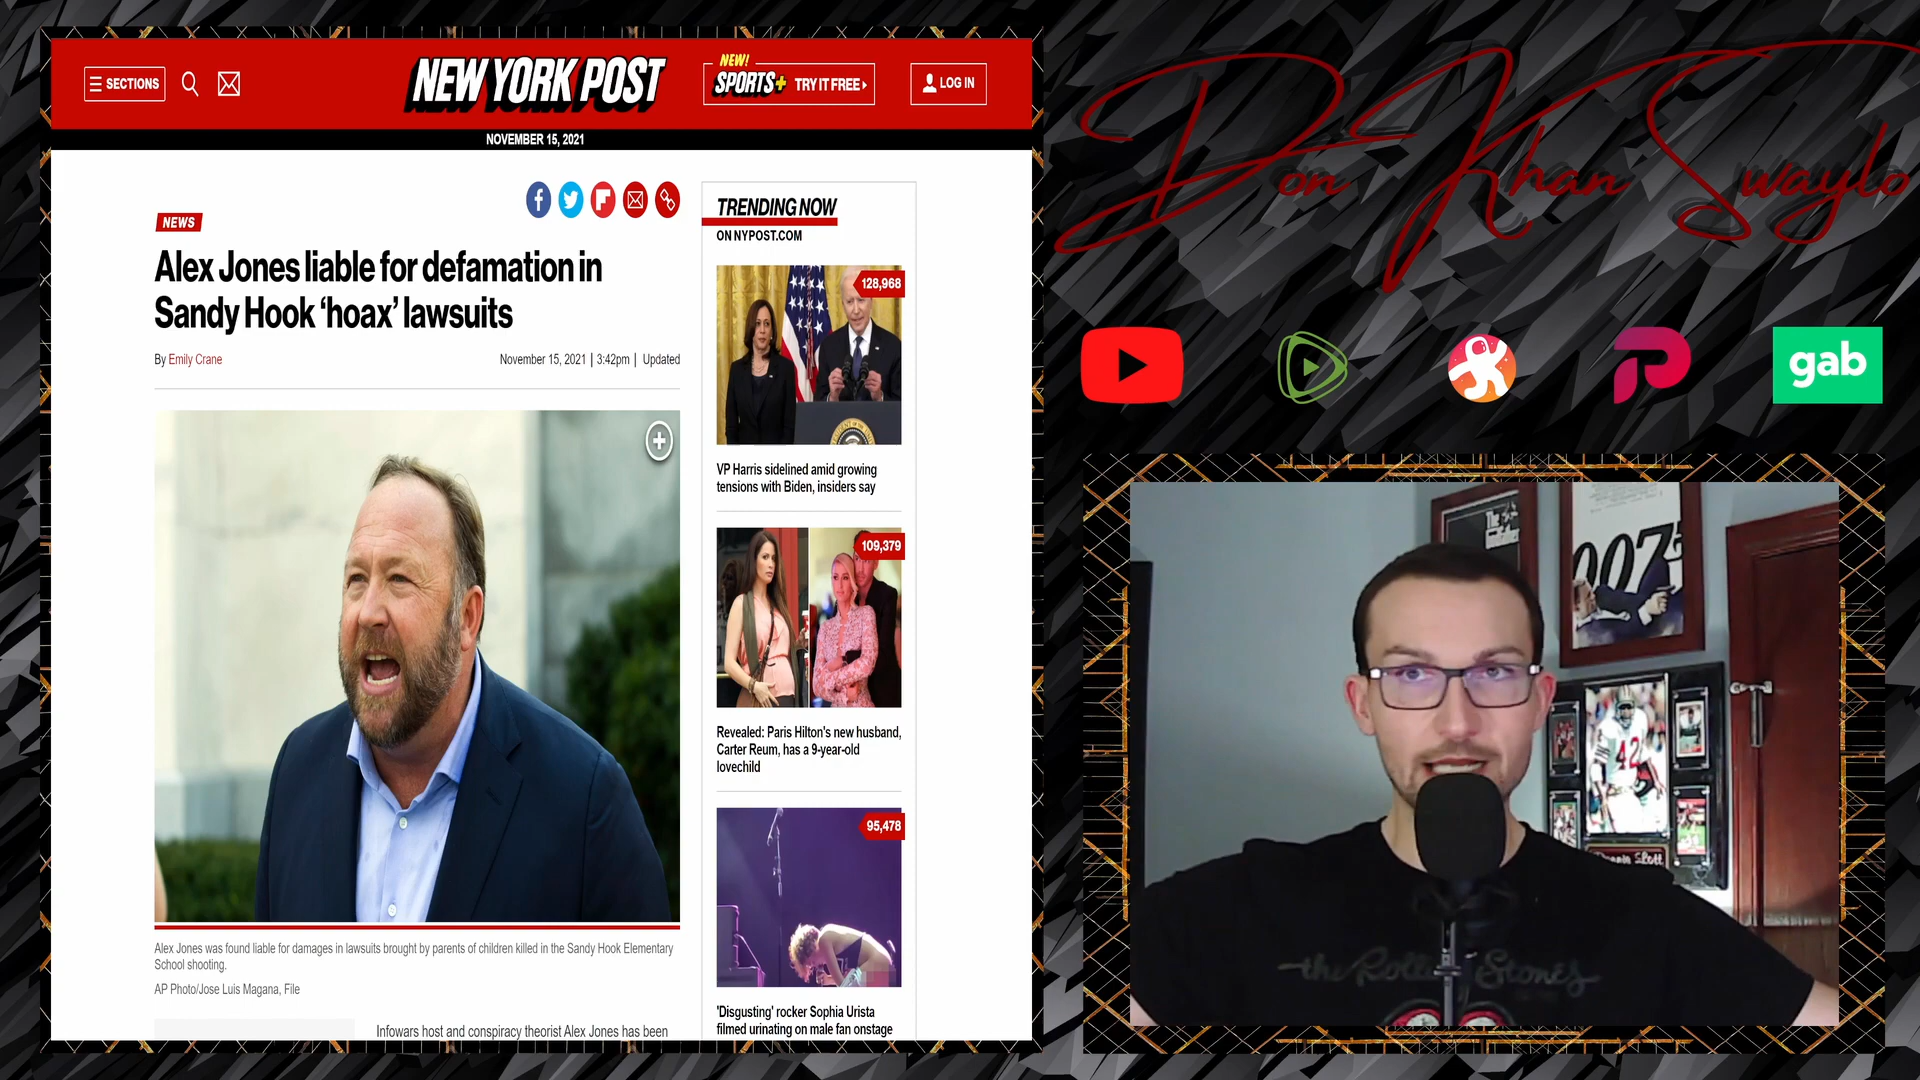 SECTIONS
NEW YORK POST
NEW!
SPORTS+ TRY IT FREE
LOG IN
NOVEMBER 15, 2021
NEWS
Alex Jones liable for defamation in
Sandy Hook ‘hoax’ lawsuits
By Emily Crane
November 15, 2021 | 3:42pm | Updated
Alex Jones was found liable for damages in lawsuits brought by parents of children killed in the Sandy Hook Elementary
School shooting.
AP Photo/Jose Luis Magana, File
Infowars host and conspiracy theorist Alex Jones has been
TRENDING NOW
ON NYPOST.COM
128,968
VP Harris sidelined amid growing
tensions with Biden, insiders say
109,379
Revealed: Paris Hilton's new husband,
Carter Reum, has a 9-year-old
lovechild
95,478
'Disgusting' rocker Sophia Urista
filmed urinating on male fan onstage
Don Khan Swaylo
gab
The
007
42
the Rolling Stones